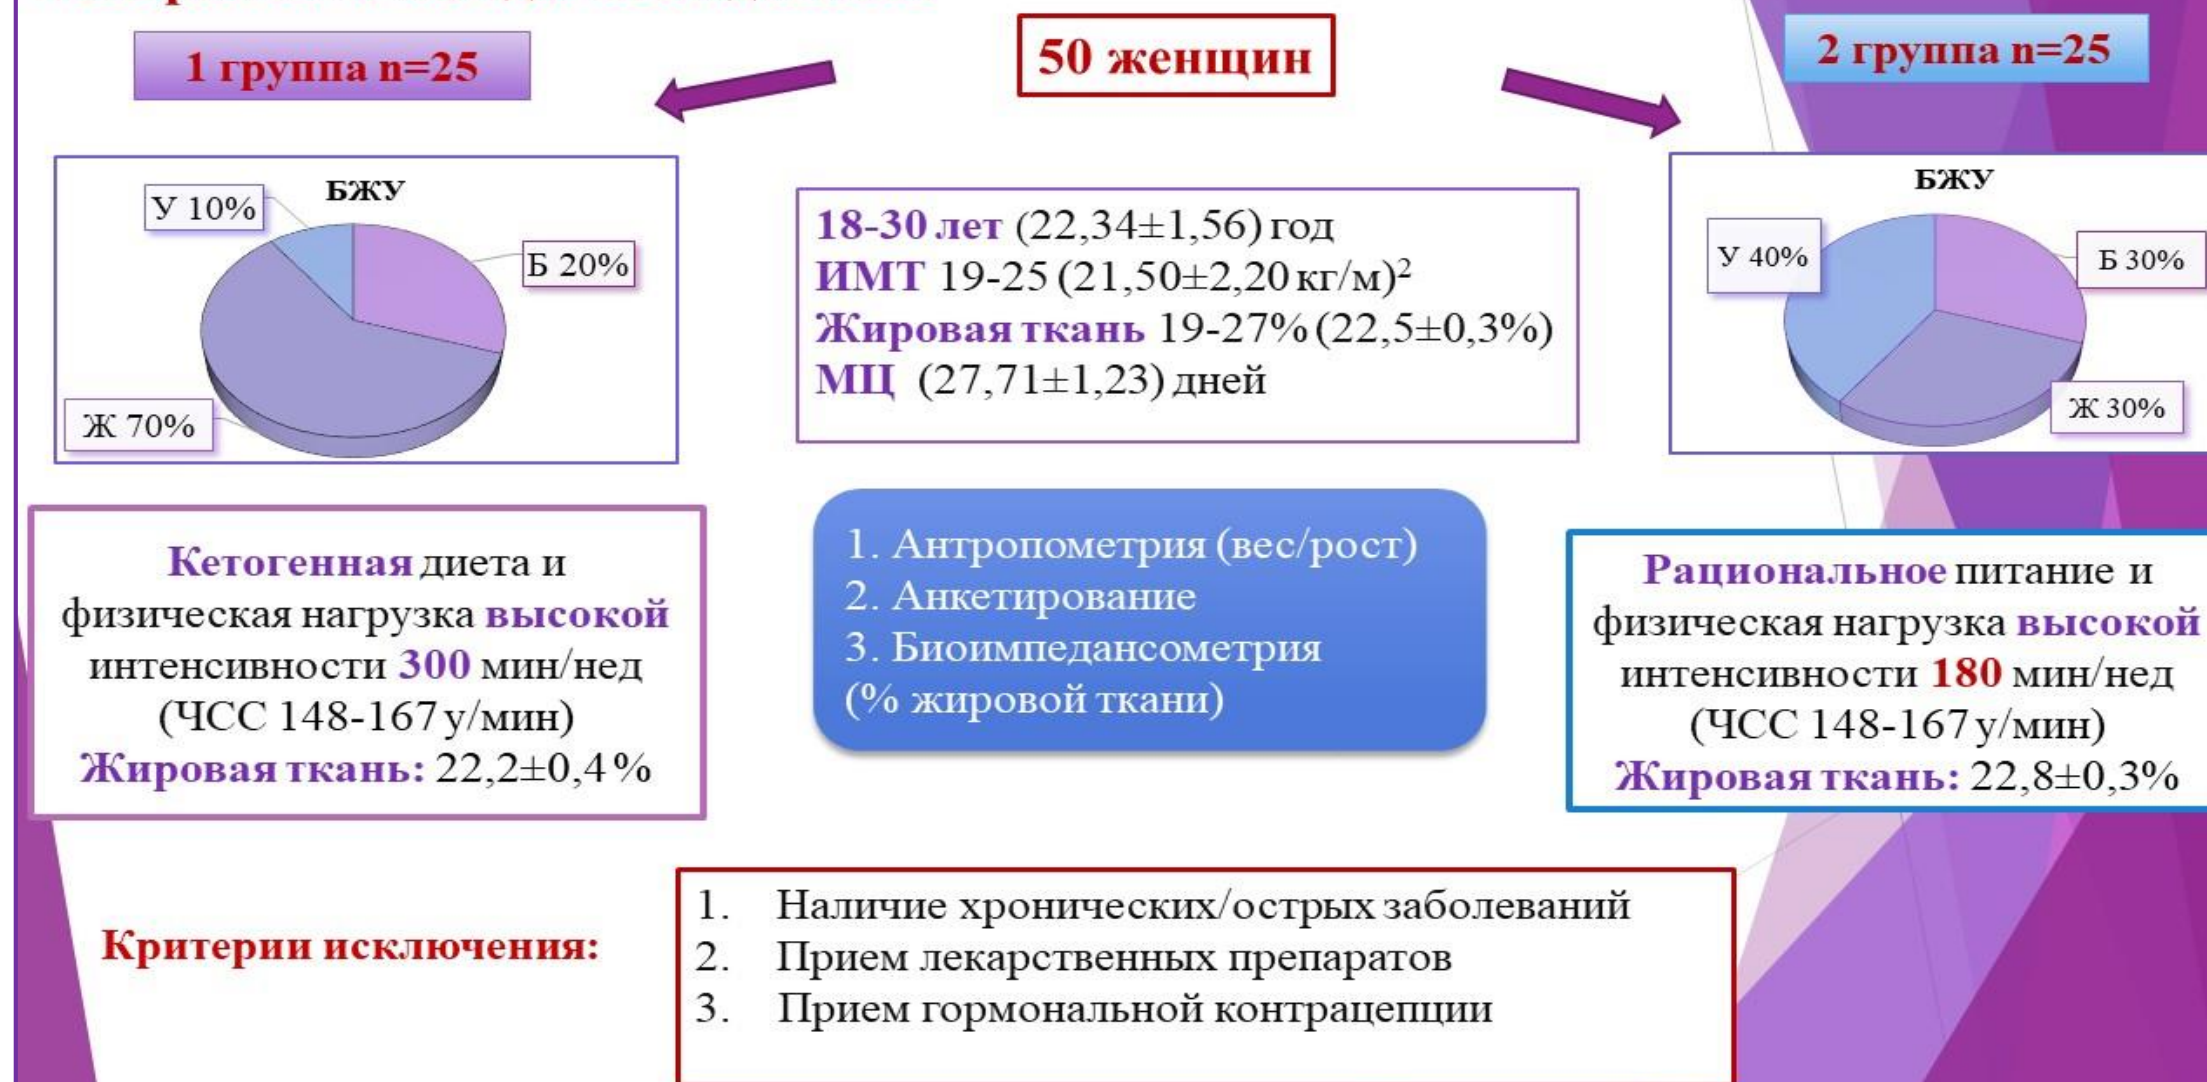 1 группа n=25
50 женщин
2 группа n=25
БЖУ
У 10%
Б 20%
Ж 70%
18-30 лет (22,34±1,56) год
ИМТ 19-25 (21,50±2,20 кг/м)²
Жировая ткань 19-27% (22,5±0,3%)
МЦ (27,71±1,23) дней
БЖУ
У 40%
Б 30%
Ж 30%
Кетогенная диета и
физическая нагрузка высокой
интенсивности 300 мин/нед
(ЧСС 148-167 у/мин)
Жировая ткань: 22,2±0,4 %
1. Антропометрия (вес/рост)
2. Анкетирование
3. Биоимпедансометрия
(% жировой ткани)
Рациональное питание и
физическая нагрузка высокой
интенсивности 180 мин/нед
(ЧСС 148-167 у/мин)
Жировая ткань: 22,8±0,3%
Критерии исключения:
1. Наличие хронических/острых заболеваний
2. Прием лекарственных препаратов
3. Прием гормональной контрацепции